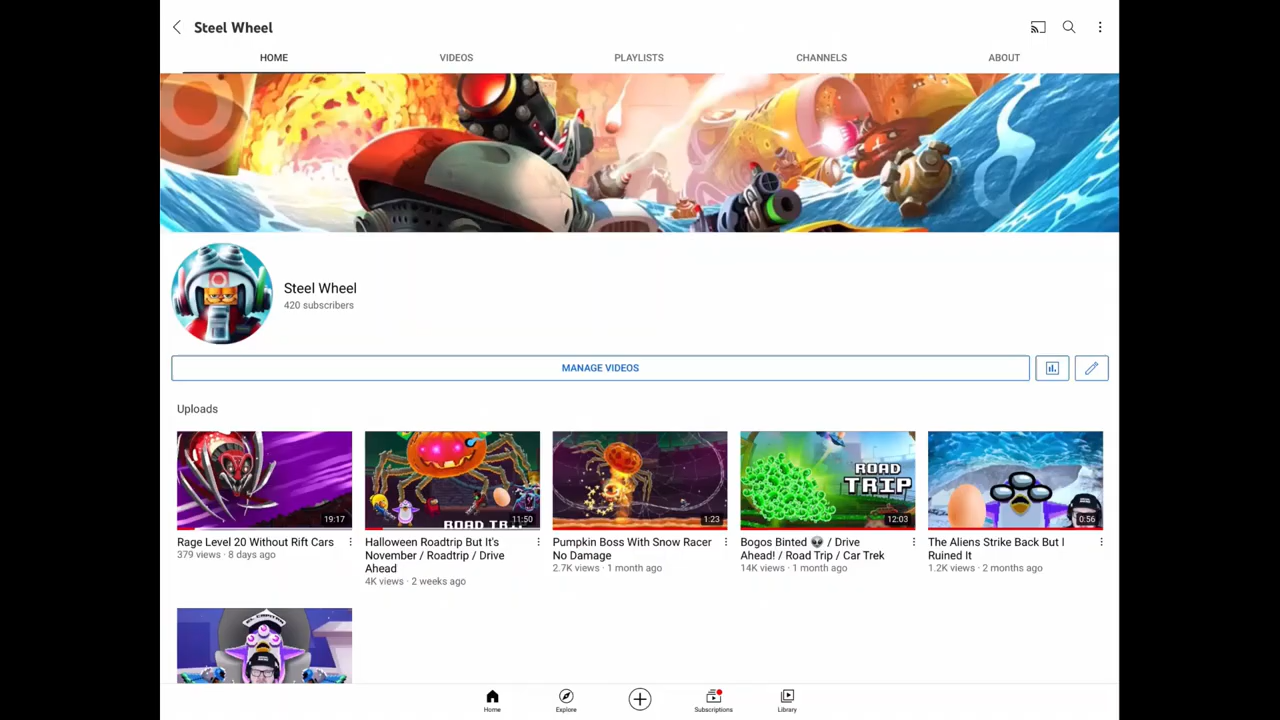 Steel Wheel
HOME VIDEOS PLAYLISTS CHANNELS ABOUT
Steel Wheel
420 subscribers
MANAGE VIDEOS
Uploads
19:17
ROAD TR
11:50
1:23
ROAD
TRIP
12:03
0:56
Rage Level 20 Without Rift Cars
379 views · 8 days ago
Halloween Roadtrip But It's
November / Roadtrip / Drive
Ahead
4K views · 2 weeks ago
Pumpkin Boss With Snow Racer
No Damage
2.7K views · 1 month ago
Bogos Binted 👽 / Drive
Ahead! / Road Trip / Car Trek
14K views · 1 month ago
The Aliens Strike Back But I
Ruined It
1.2K views · 2 months ago
Home Explore Subscriptions Library